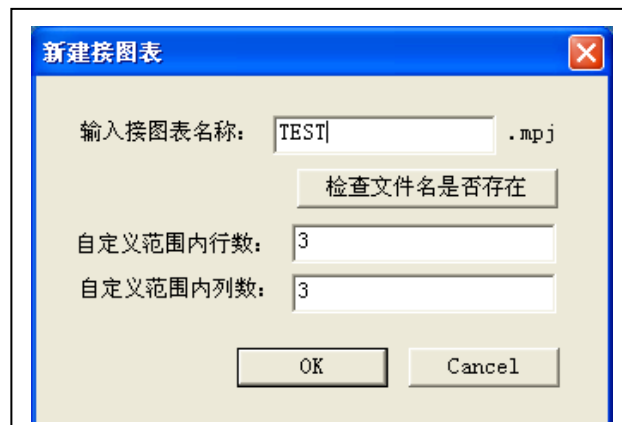 新建接图表
输入接图表名称： TEST .mpj
检查文件名是否存在
自定义范围内行数： 3
自定义范围内列数： 3
OK Cancel